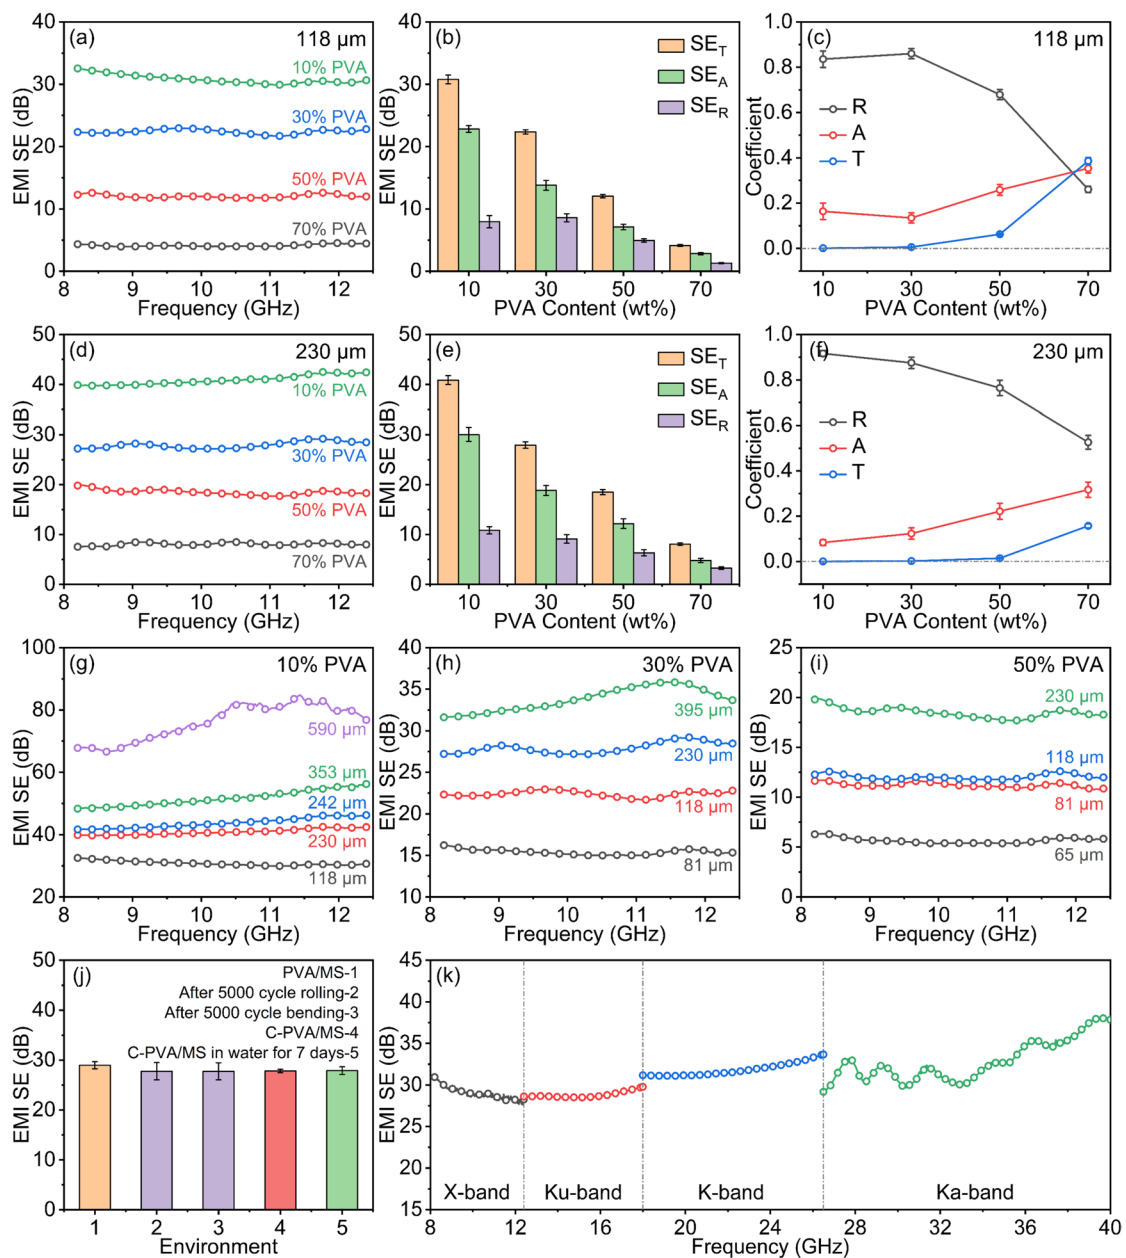 (a) 118 μm
10% PVA
30% PVA
50% PVA
70% PVA
EMI SE (dB)
50
40
30
20
10
0
8 9 10 11 12
Frequency (GHz)
(b)
SE_T
SE_A
SE_R
EMI SE (dB)
40
30
20
10
0
10 30 50 70
PVA Content (wt%)
(c) 118 μm
R
A
T
Coefficient
1.0
0.8
0.6
0.4
0.2
0.0
10 30 50 70
PVA Content (wt%)
(d) 230 μm
10% PVA
30% PVA
50% PVA
70% PVA
EMI SE (dB)
50
40
30
20
10
0
8 9 10 11 12
Frequency (GHz)
(e)
SE_T
SE_A
SE_R
EMI SE (dB)
50
40
30
20
10
0
10 30 50 70
PVA Content (wt%)
(f) 230 μm
R
A
T
Coefficient
1.0
0.8
0.6
0.4
0.2
0.0
10 30 50 70
PVA Content (wt%)
(g) 10% PVA
590 μm
353 μm
242 μm
230 μm
118 μm
EMI SE (dB)
100
80
60
40
20
8 9 10 11 12
Frequency (GHz)
(h) 30% PVA
395 μm
230 μm
118 μm
81 μm
EMI SE (dB)
40
35
30
25
20
15
10
8 9 10 11 12
Frequency (GHz)
(i) 50% PVA
230 μm
118 μm
81 μm
65 μm
EMI SE (dB)
25
20
15
10
5
0
8 9 10 11 12
Frequency (GHz)
(j) PVA/MS-1
After 5000 cycle rolling-2
After 5000 cycle bending-3
C-PVA/MS-4
C-PVA/MS in water for 7 days-5
EMI SE (dB)
50
40
30
20
10
0
1 2 3 4 5
Environment
(k)
X-band Ku-band K-band Ka-band
EMI SE (dB)
45
40
35
30
25
20
15
8 12 16 20 24 28 32 36 40
Frequency (GHz)